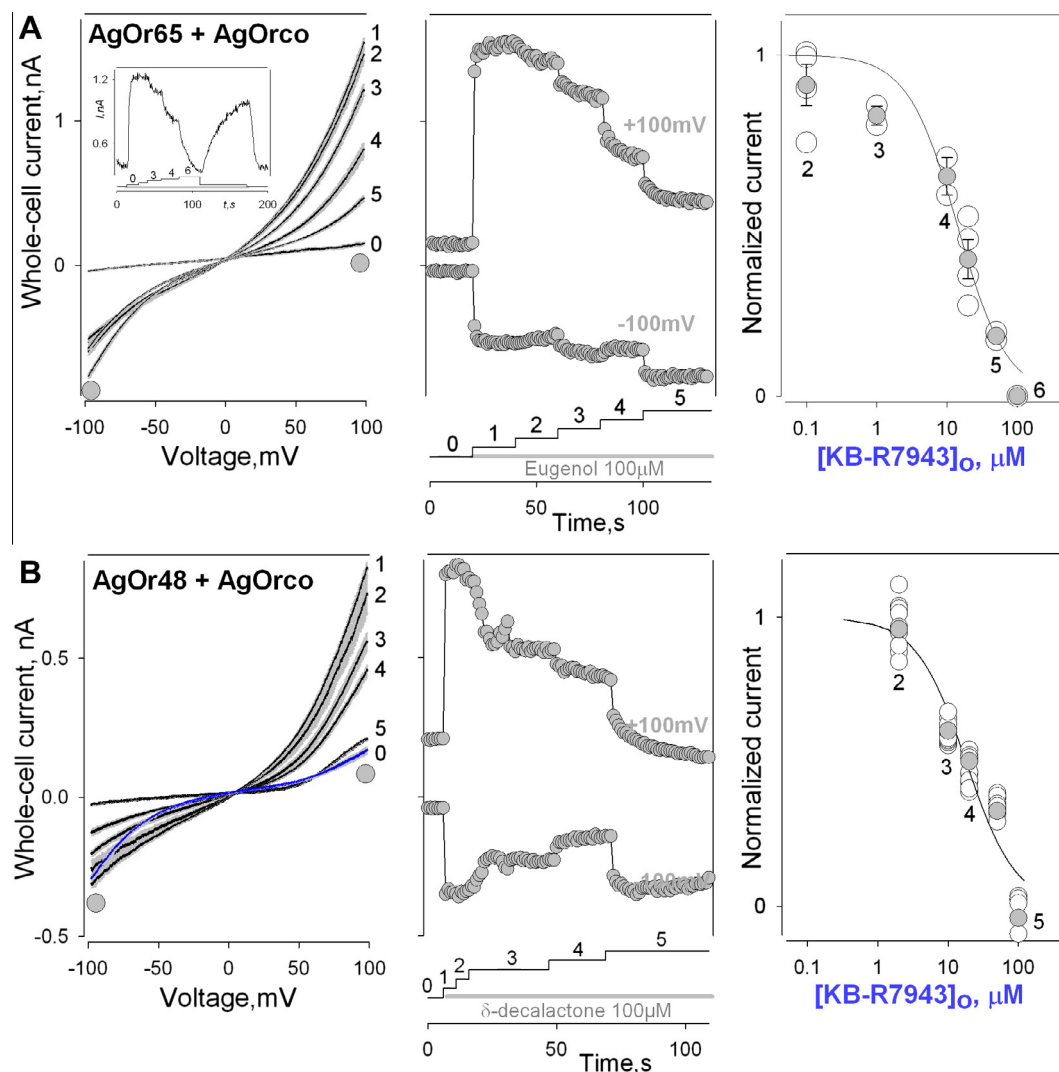 A
AgOr65 + AgOrco
Whole-cell current,nA
1
0
1
2
3
4
5
0
I,nA
1.2
0.6
0 3 4 6
0 100 200
t,s
-100 -50 0 50 100
Voltage,mV
+100mV
-100mV
0 1 2 3 4 5
Eugenol 100µM
0 50 100
Time,s
Normalized current
1
0
2
3
4
5
6
0.1 1 10 100
[KB-R7943]O, µM
B
AgOr48 + AgOrco
Whole-cell current, nA
0.5
0.0
-0.5
1
2
3
4
5
0
-100 -50 0 50 100
Voltage,mV
+100mV
-100mV
0 1 2 3 4 5
δ-decalactone 100µM
0 50 100
Time,s
Normalized current
1
0
2
3
4
5
0.1 1 10 100
[KB-R7943]O, µM